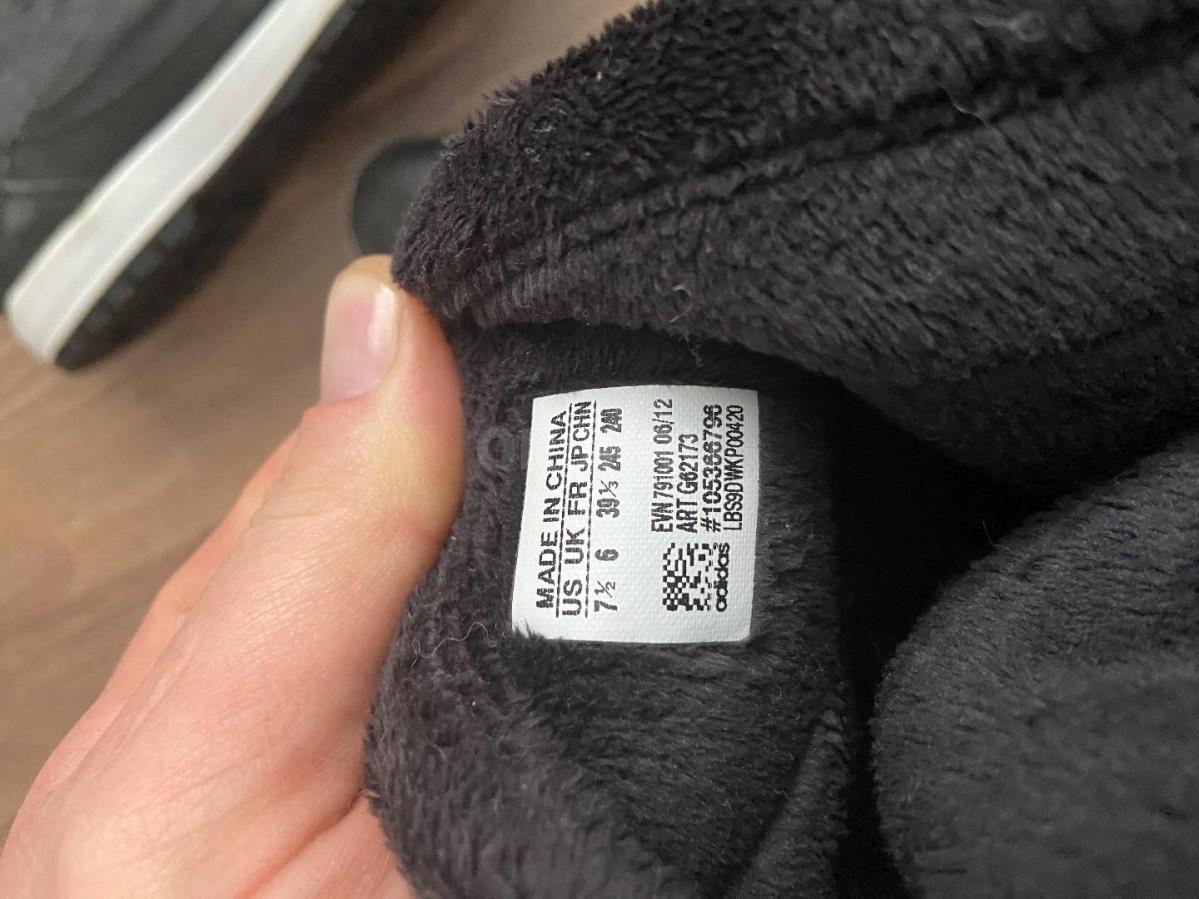 MADE IN CHINA
US UK FR JP CHN
7½ 6 39⅓ 245 240
EVN 791001 06/12
ART G62173
#105366796
LBS9DWKP00420
adidas